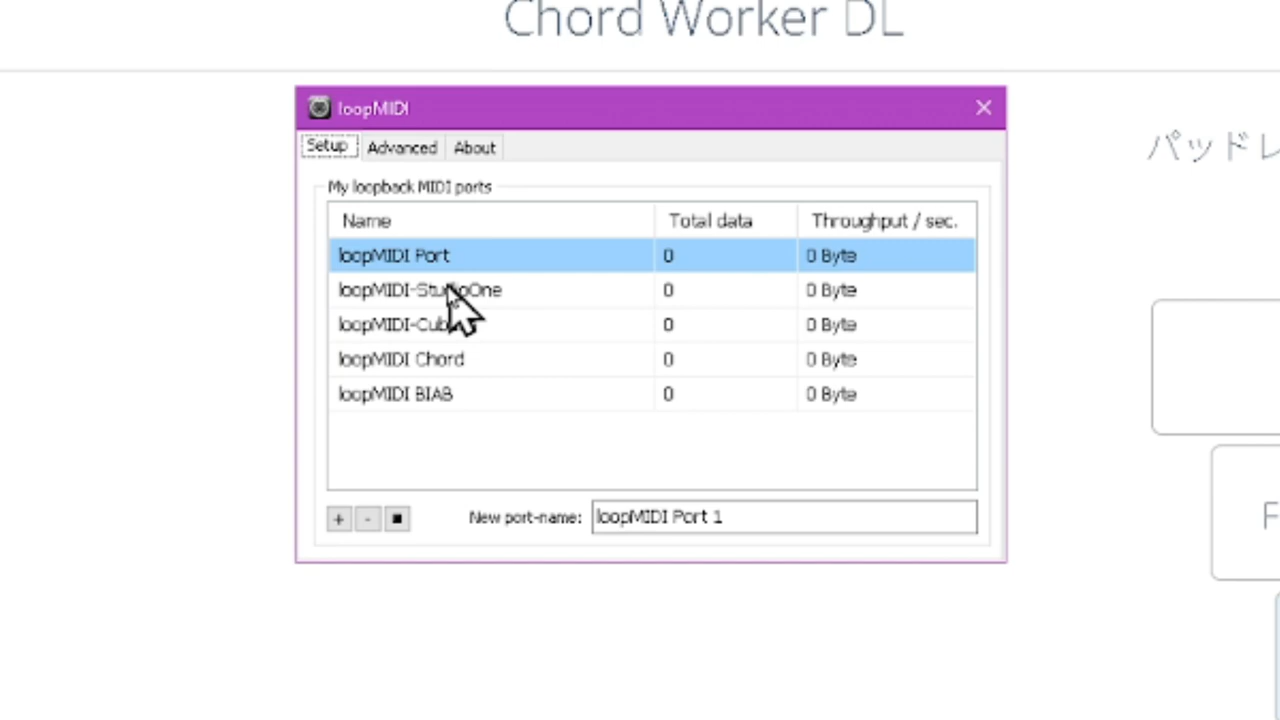 Chord Worker DL
loopMIDI
Setup Advanced About
パッドレ
My loopback MIDI ports
Name Total data Throughput / sec.
loopMIDI Port 0 0 Byte
0 0 Byte
0 0 Byte
loopMIDI Chord 0 0 Byte
loopMIDI BIAB 0 0 Byte
+ - New port-name: loopMIDI Port 1
F